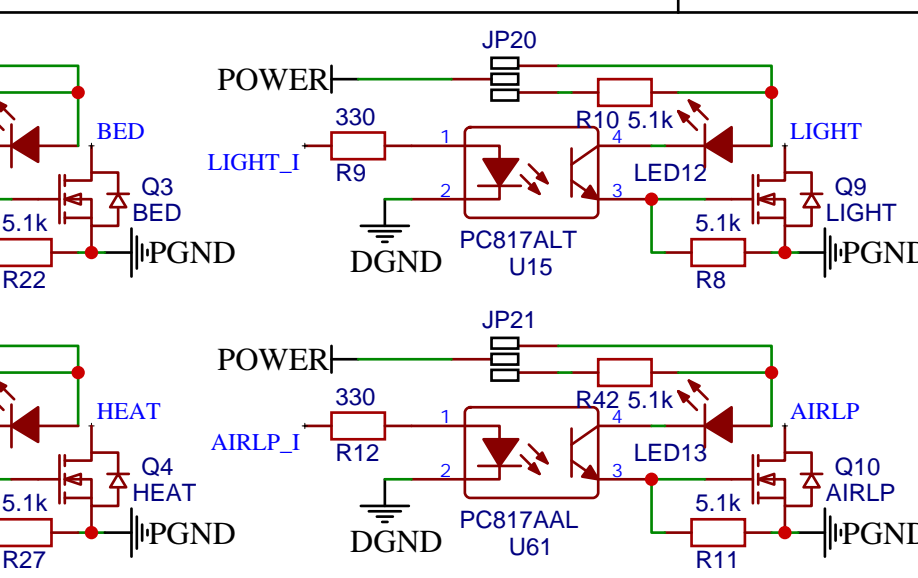 JP20
POWER
R10 5.1k
330
1
4
BED
LIGHT
LIGHT_I
R9
LED12
2
3
Q3
BED
Q9
LIGHT
5.1k
5.1k
PC817ALT
U15
DGND
PGND
PGND
R22
R8
JP21
POWER
R42 5.1k
330
1
4
HEAT
AIRLP
AIRLP_I
R12
LED13
2
3
Q4
HEAT
Q10
AIRLP
5.1k
5.1k
PC817AAL
U61
DGND
PGND
PGND
R27
R11